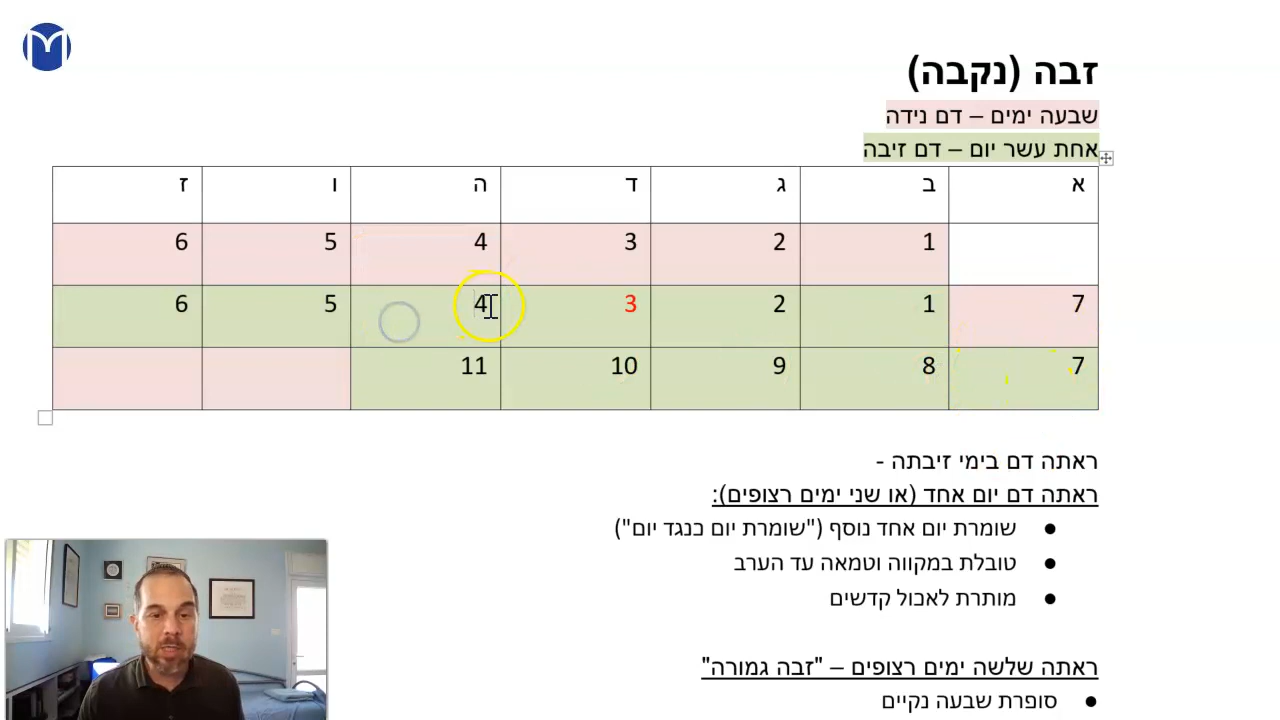 זבה (נקבה)
שבעה ימים – דם נידה
אחת עשר יום – דם זיבה
א ב ג ד ה ו ז
1 2 3 4 5 6
7 1 2 3 4 5 6
7 8 9 10 11
ראתה דם בימי זיבתה -
ראתה דם יום אחד (או שני ימים רצופים):
● שומרת יום אחד נוסף ("שומרת יום כנגד יום")
● טובלת במקווה וטמאה עד הערב
● מותרת לאכול קדשים
ראתה שלשה ימים רצופים – "זבה גמורה"
● סופרת שבעה נקיים